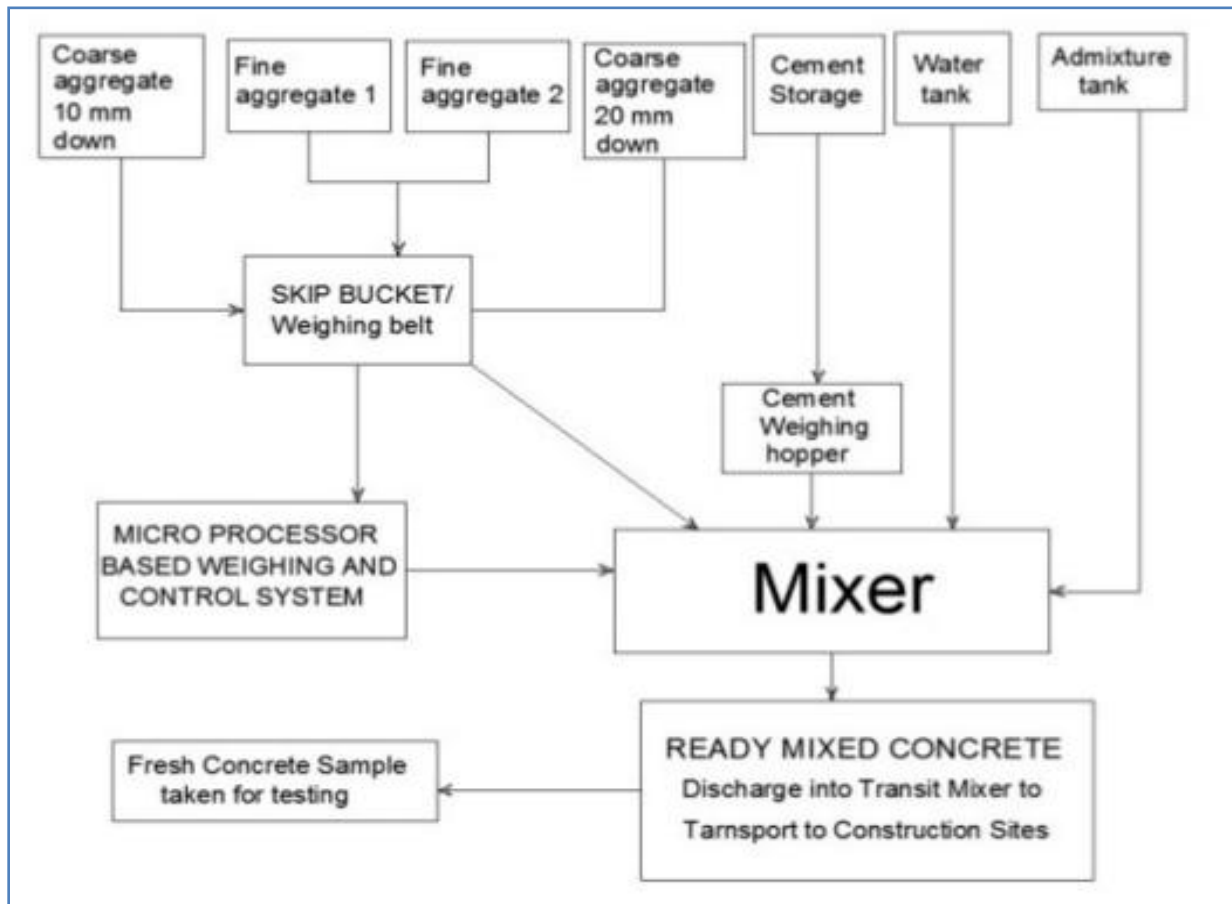 Coarse
aggregate
10 mm
down
Fine
aggregate 1
Fine
aggregate 2
Coarse
aggregate
20 mm
down
Cement
Storage
Water
tank
Admixture
tank
SKIP BUCKET/
Weighing belt
Cement
Weighing
hopper
MICRO PROCESSOR
BASED WEIGHING AND
CONTROL SYSTEM
Mixer
READY MIXED CONCRETE
Discharge into Transit Mixer to
Tarnsport to Construction Sites
Fresh Concrete Sample
taken for testing